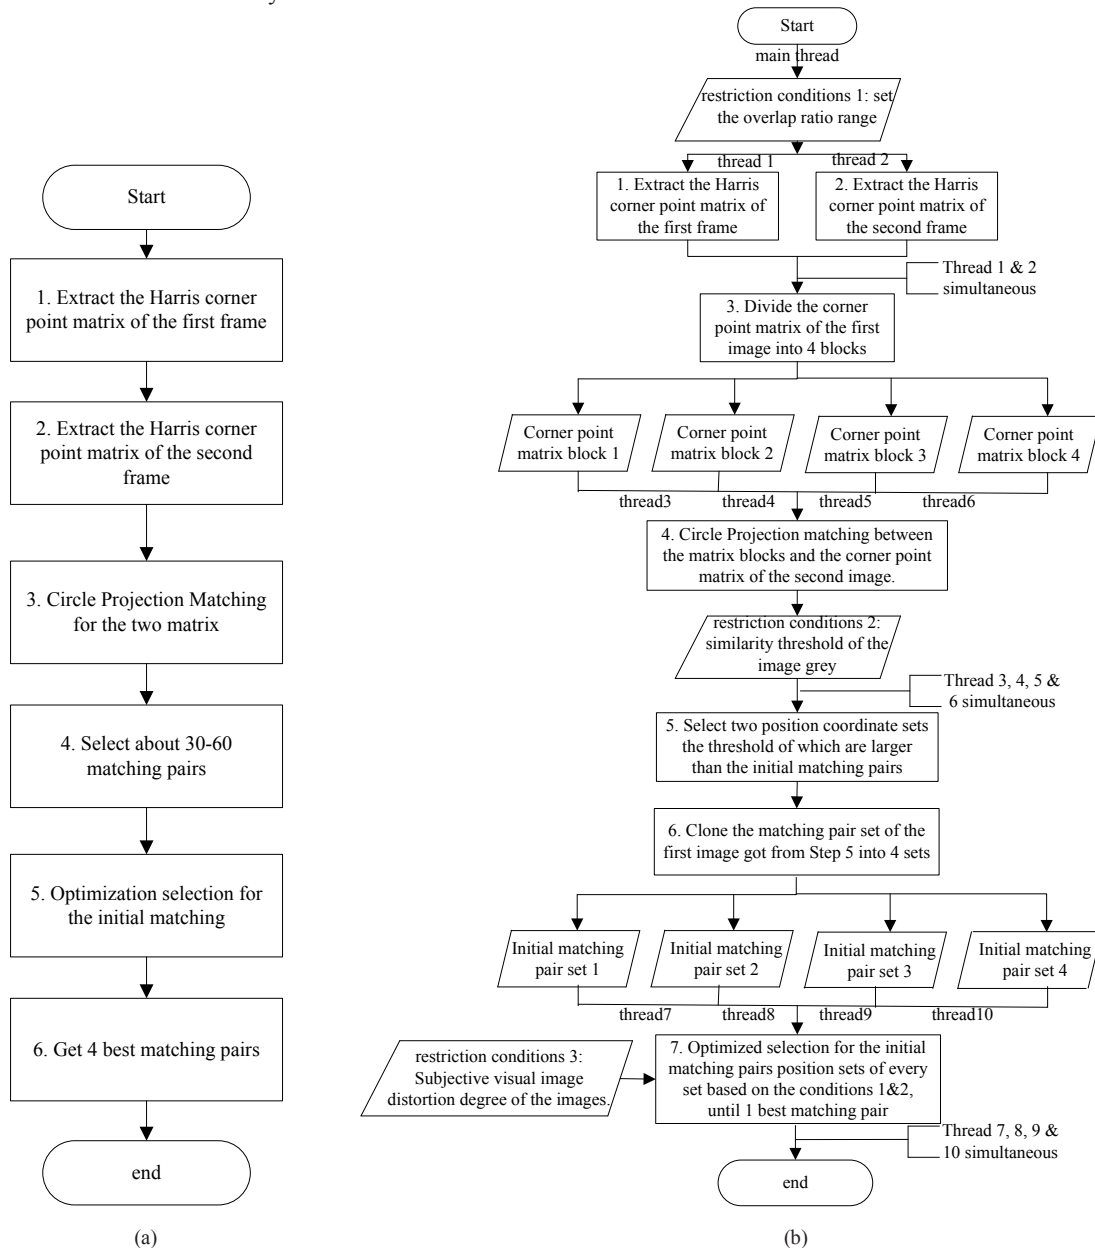 Start
1. Extract the Harris corner
point matrix of the first frame
2. Extract the Harris corner
point matrix of the second
frame
3. Circle Projection Matching
for the two matrix
4. Select about 30-60
matching pairs
5. Optimization selection for
the initial matching
6. Get 4 best matching pairs
end
(a)
Start
main thread
restriction conditions 1: set
the overlap ratio range
thread 1
thread 2
1. Extract the Harris
corner point matrix of
the first frame
2. Extract the Harris
corner point matrix of
the second frame
Thread 1 & 2
simultaneous
3. Divide the corner
point matrix of the first
image into 4 blocks
Corner point
matrix block 1
Corner point
matrix block 2
Corner point
matrix block 3
Corner point
matrix block 4
thread3
thread4
thread5
thread6
4. Circle Projection matching between
the matrix blocks and the corner point
matrix of the second image.
restriction conditions 2:
similarity threshold of the
image grey
Thread 3, 4, 5 &
6 simultaneous
5. Select two position coordinate sets
the threshold of which are larger
than the initial matching pairs
6. Clone the matching pair set of the
first image got from Step 5 into 4 sets
Initial matching
pair set 1
Initial matching
pair set 2
Initial matching
pair set 3
Initial matching
pair set 4
thread7
thread8
thread9
thread10
restriction conditions 3:
Subjective visual image
distortion degree of the images.
7. Optimized selection for the initial
matching pairs position sets of every
set based on the conditions 1&2,
until 1 best matching pair
Thread 7, 8, 9 &
10 simultaneous
end
(b)